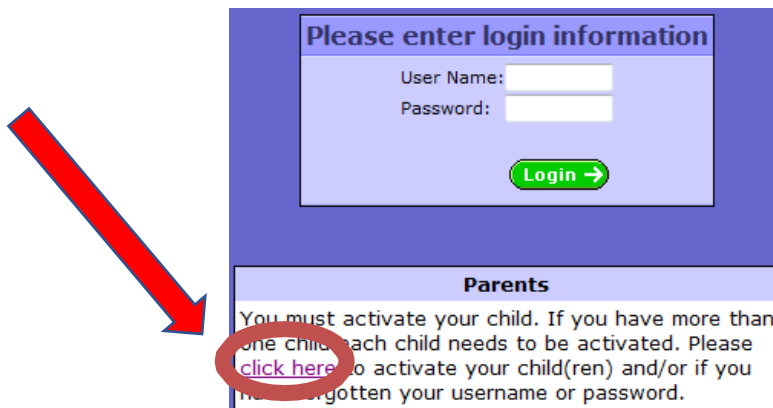 Please enter login information
User Name:
Password:
Login →
Parents
You must activate your child. If you have more than
one child each child needs to be activated. Please
click here to activate your child(ren) and/or if you
forgotten your username or password.